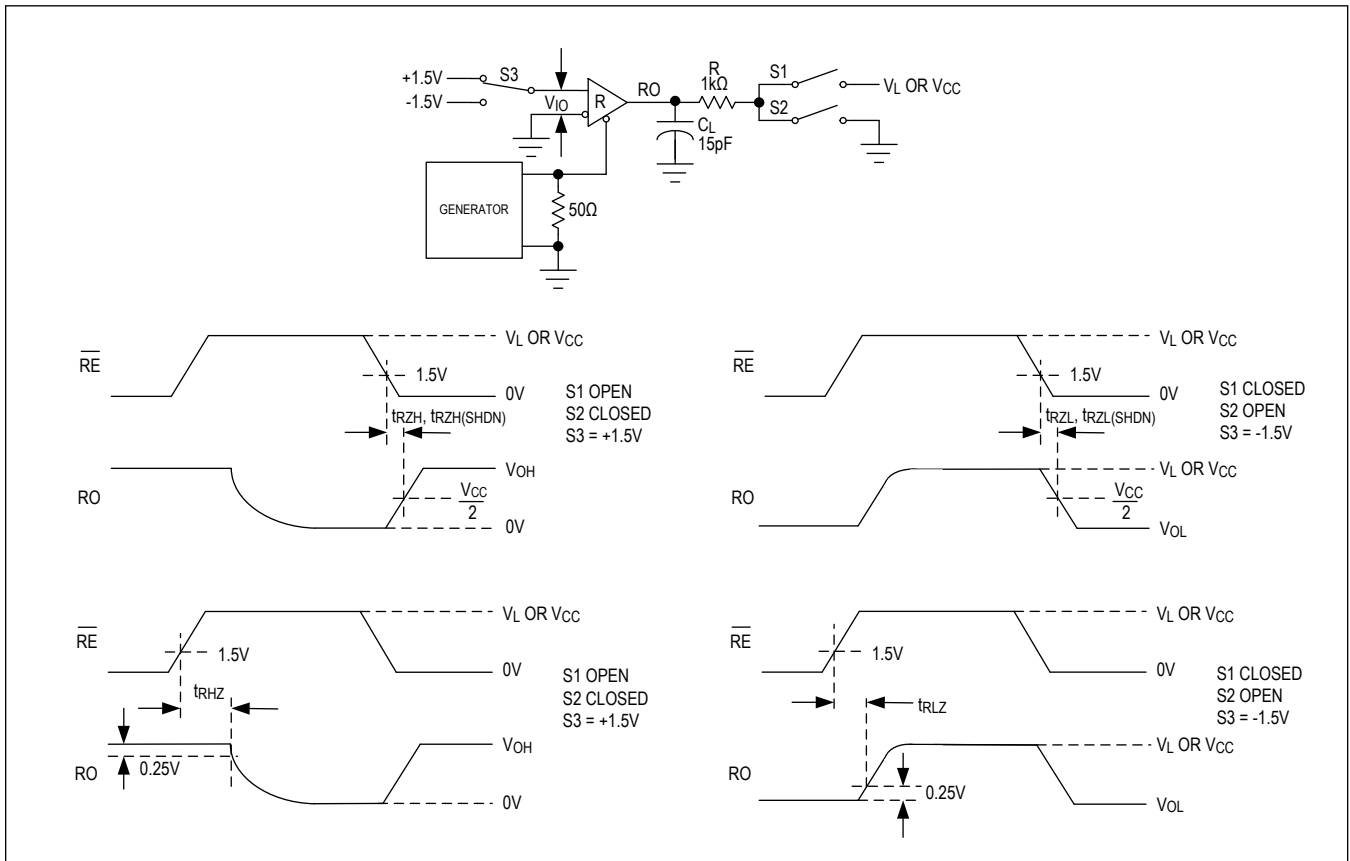 +1.5V
-1.5V
S3
VIO
R
RO
R
1kΩ
CL
15pF
S1
S2
VL OR VCC
GENERATOR
50Ω
RE
VL OR VCC
1.5V
0V
tRZH, tRZH(SHDN)
S1 OPEN
S2 CLOSED
S3 = +1.5V
RO
VOH
VCC
2
0V
RE
VL OR VCC
1.5V
0V
tRZL, tRZL(SHDN)
S1 CLOSED
S2 OPEN
S3 = -1.5V
RO
VL OR VCC
VCC
2
VOL
RE
VL OR VCC
1.5V
0V
tRHZ
S1 OPEN
S2 CLOSED
S3 = +1.5V
RO
0.25V
VOH
0V
RE
VL OR VCC
1.5V
0V
tRLZ
S1 CLOSED
S2 OPEN
S3 = -1.5V
RO
VL OR VCC
0.25V
VOL